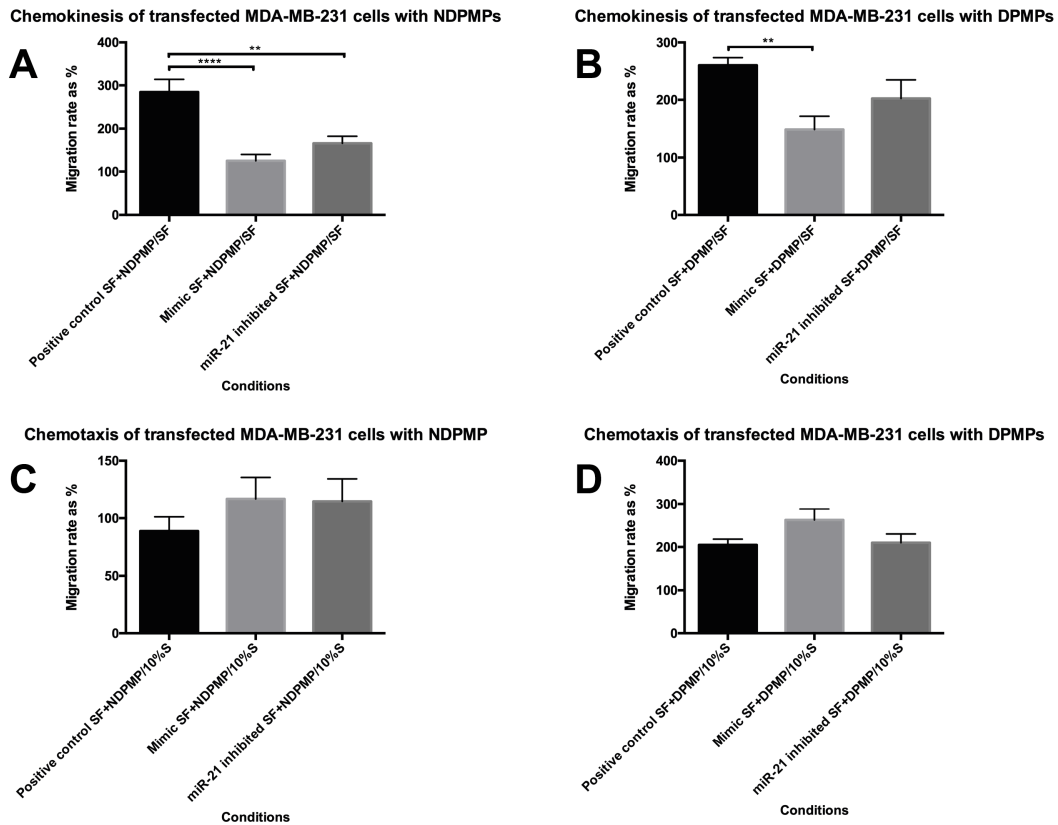 Chemokinesis of transfected MDA-MB-231 cells with NDPMPs
A
Migration rate as %
400
300
200
100
0
**
****
Positive control SF+NDPMP/SF
Mimic SF+NDPMP/SF
miR-21 inhibited SF+NDPMP/SF
Conditions
Chemokinesis of transfected MDA-MB-231 cells with DPMPs
B
Migration rate as %
300
200
100
0
**
Positive control SF+DPMP/SF
Mimic SF+DPMP/SF
miR-21 inhibited SF+DPMP/SF
Conditions
Chemotaxis of transfected MDA-MB-231 cells with NDPMP
C
Migration rate as %
150
100
50
0
Positive control SF+NDPMP/10%S
Mimic SF+NDPMP/10%S
miR-21 inhibited SF+NDPMP/10%S
Conditions
Chemotaxis of transfected MDA-MB-231 cells with DPMPs
D
Migration rate as %
400
300
200
100
0
Positive control SF+DPMP/10%S
Mimic SF+DPMP/10%S
miR-21 inhibited SF+DPMP/10%S
Conditions